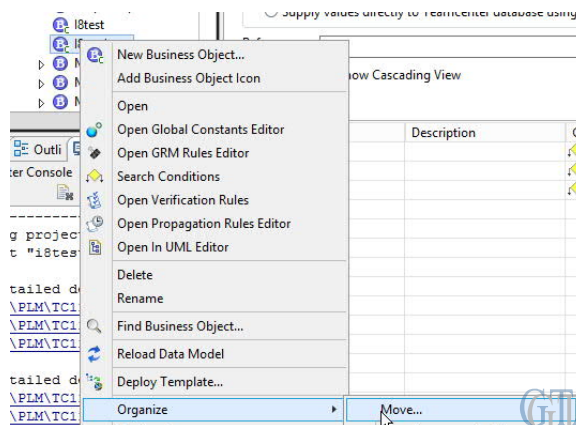 I8test
Supply values directly to Teamcenter database using
New Business Object...
Add Business Object Icon
ow Cascading View
Open
Open Global Constants Editor
Description
Outli
Open GRM Rules Editor
ter Console
Search Conditions
Open Verification Rules
Open Propagation Rules Editor
g projec
Open In UML Editor
t "i8tes
Delete
tailed d
Rename
\PLM\TC1
Find Business Object...
\PLM\TC1
\PLM\TC1
Reload Data Model
tailed d
Deploy Template...
\PLM\TC1
Organize
Move...
\PLM\TC1